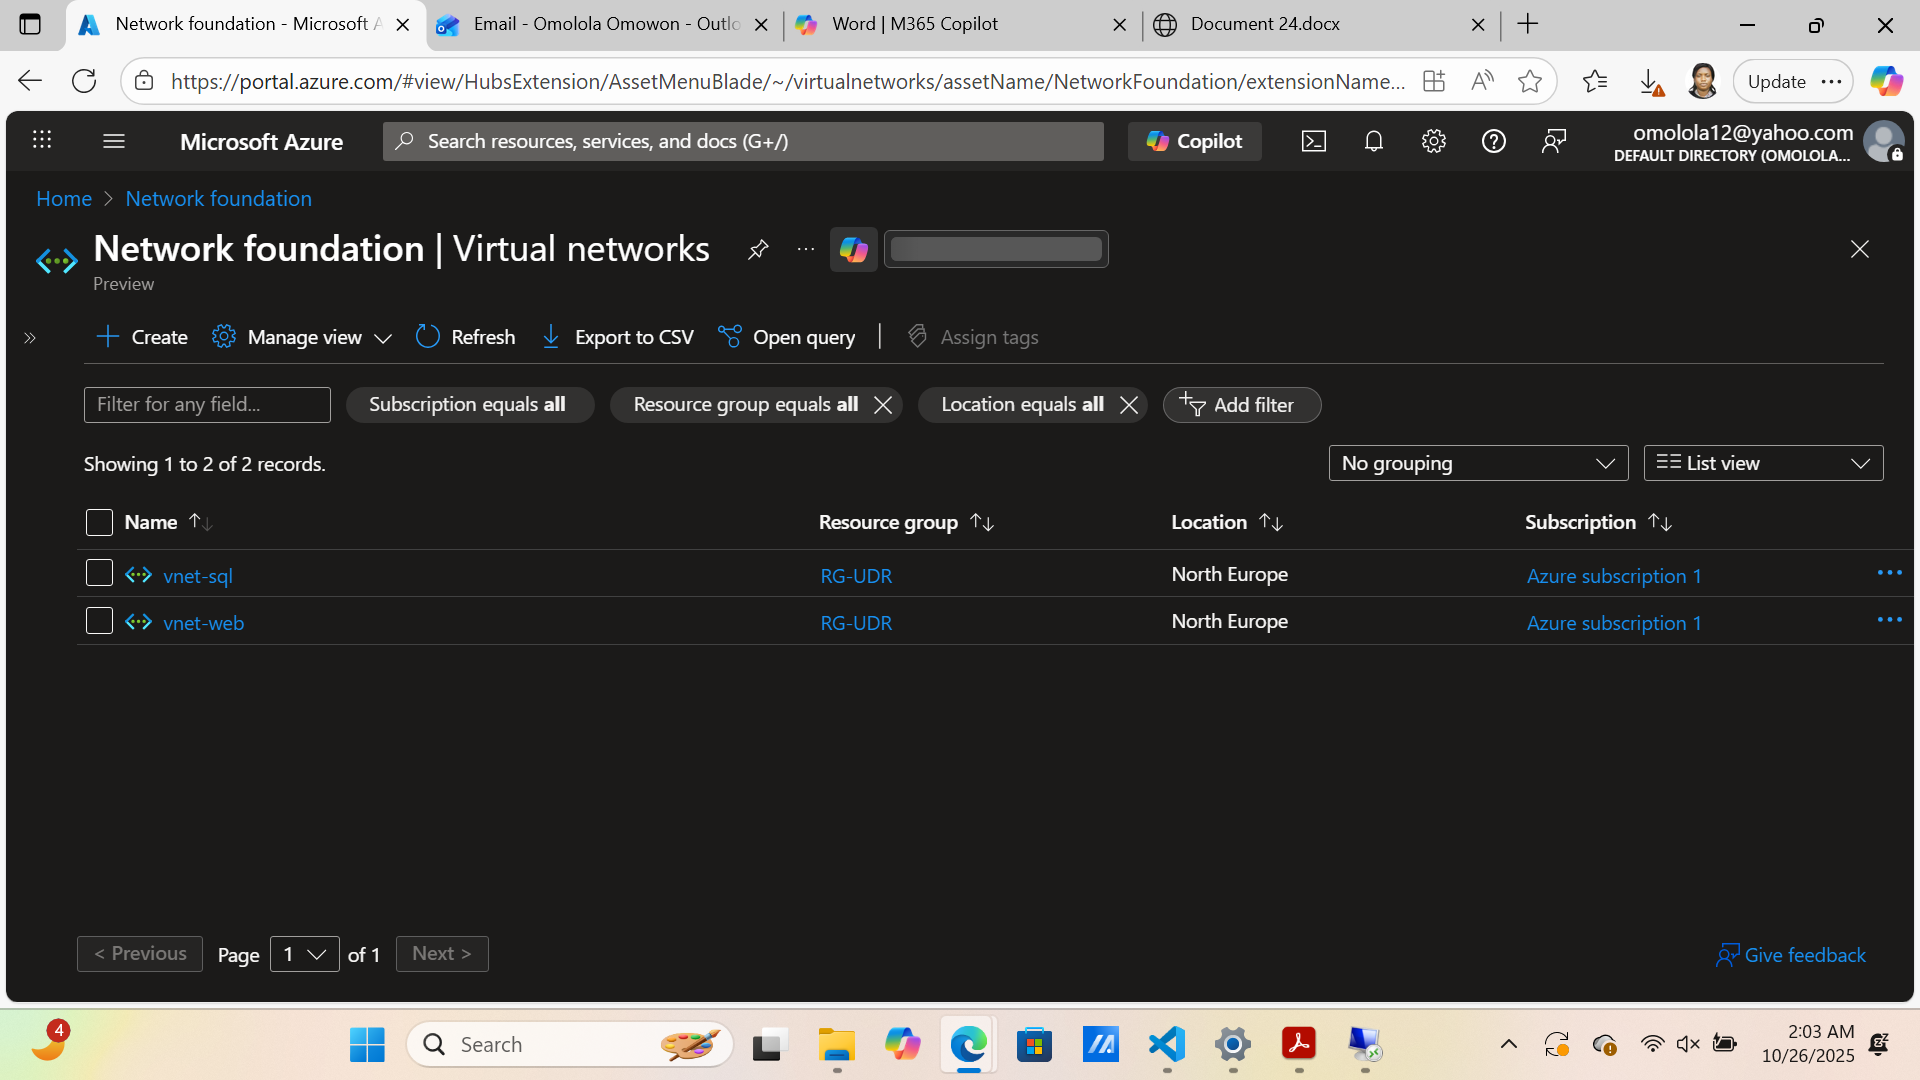 Network foundation - Microsoft A
Email - Omolola Omowon - Outlo
Word | M365 Copilot
Document 24.docx
https://portal.azure.com/#view/HubsExtension/AssetMenuBlade/~/virtualnetworks/assetName/NetworkFoundation/extensionName...
Update
Microsoft Azure
Search resources, services, and docs (G+/)
Copilot
omolola12@yahoo.com
DEFAULT DIRECTORY (OMOLOLA...
Home > Network foundation
Network foundation | Virtual networks
Preview
Create
Manage view
Refresh
Export to CSV
Open query
Assign tags
Filter for any field...
Subscription equals all
Resource group equals all
Location equals all
Add filter
Showing 1 to 2 of 2 records.
No grouping
List view
Name
Resource group
Location
Subscription
vnet-sql
RG-UDR
North Europe
Azure subscription 1
vnet-web
RG-UDR
North Europe
Azure subscription 1
< Previous
Page
1
of 1
Next >
Give feedback
4
Search
2:03 AM
10/26/2025